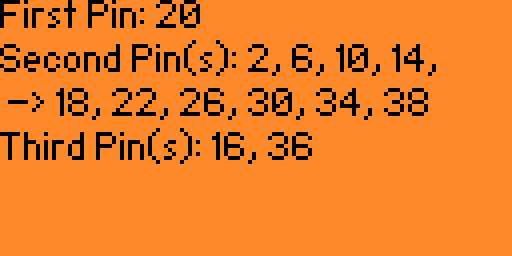 First Pin: 20
Second Pin(s): 2, 6, 10, 14,
-> 18, 22, 26, 30, 34, 38
Third Pin(s): 16, 36